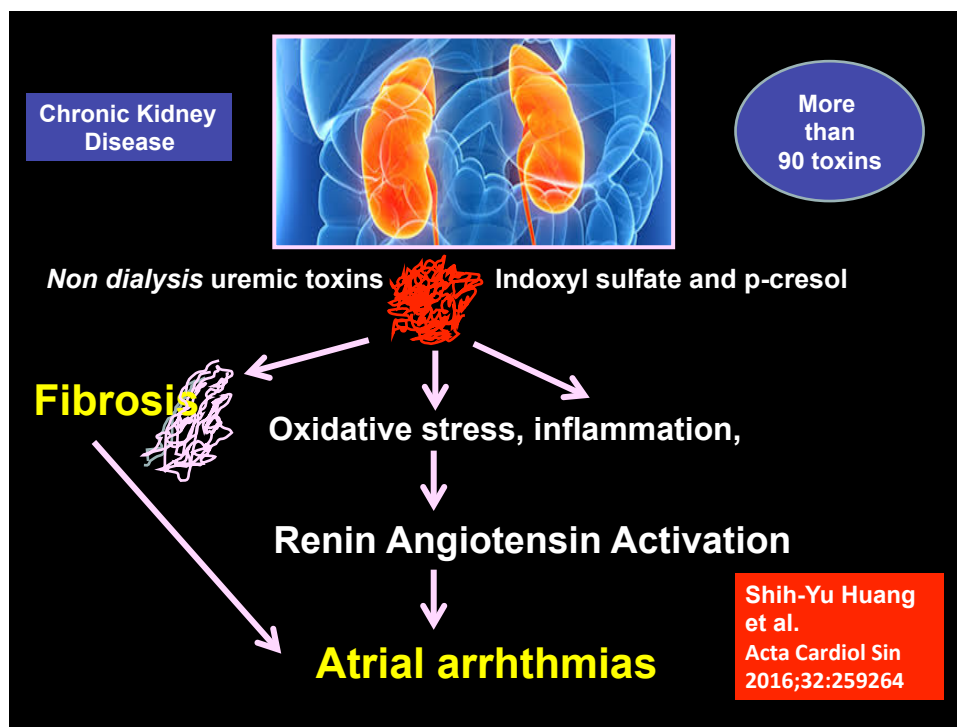 Chronic Kidney
Disease
More
than
90 toxins
Non dialysis uremic toxins
Indoxyl sulfate and p-cresol
Fibrosis
Oxidative stress, inflammation,
Renin Angiotensin Activation
Atrial arrhthmias
Shih-Yu Huang
et al.
Acta Cardiol Sin
2016;32:259264